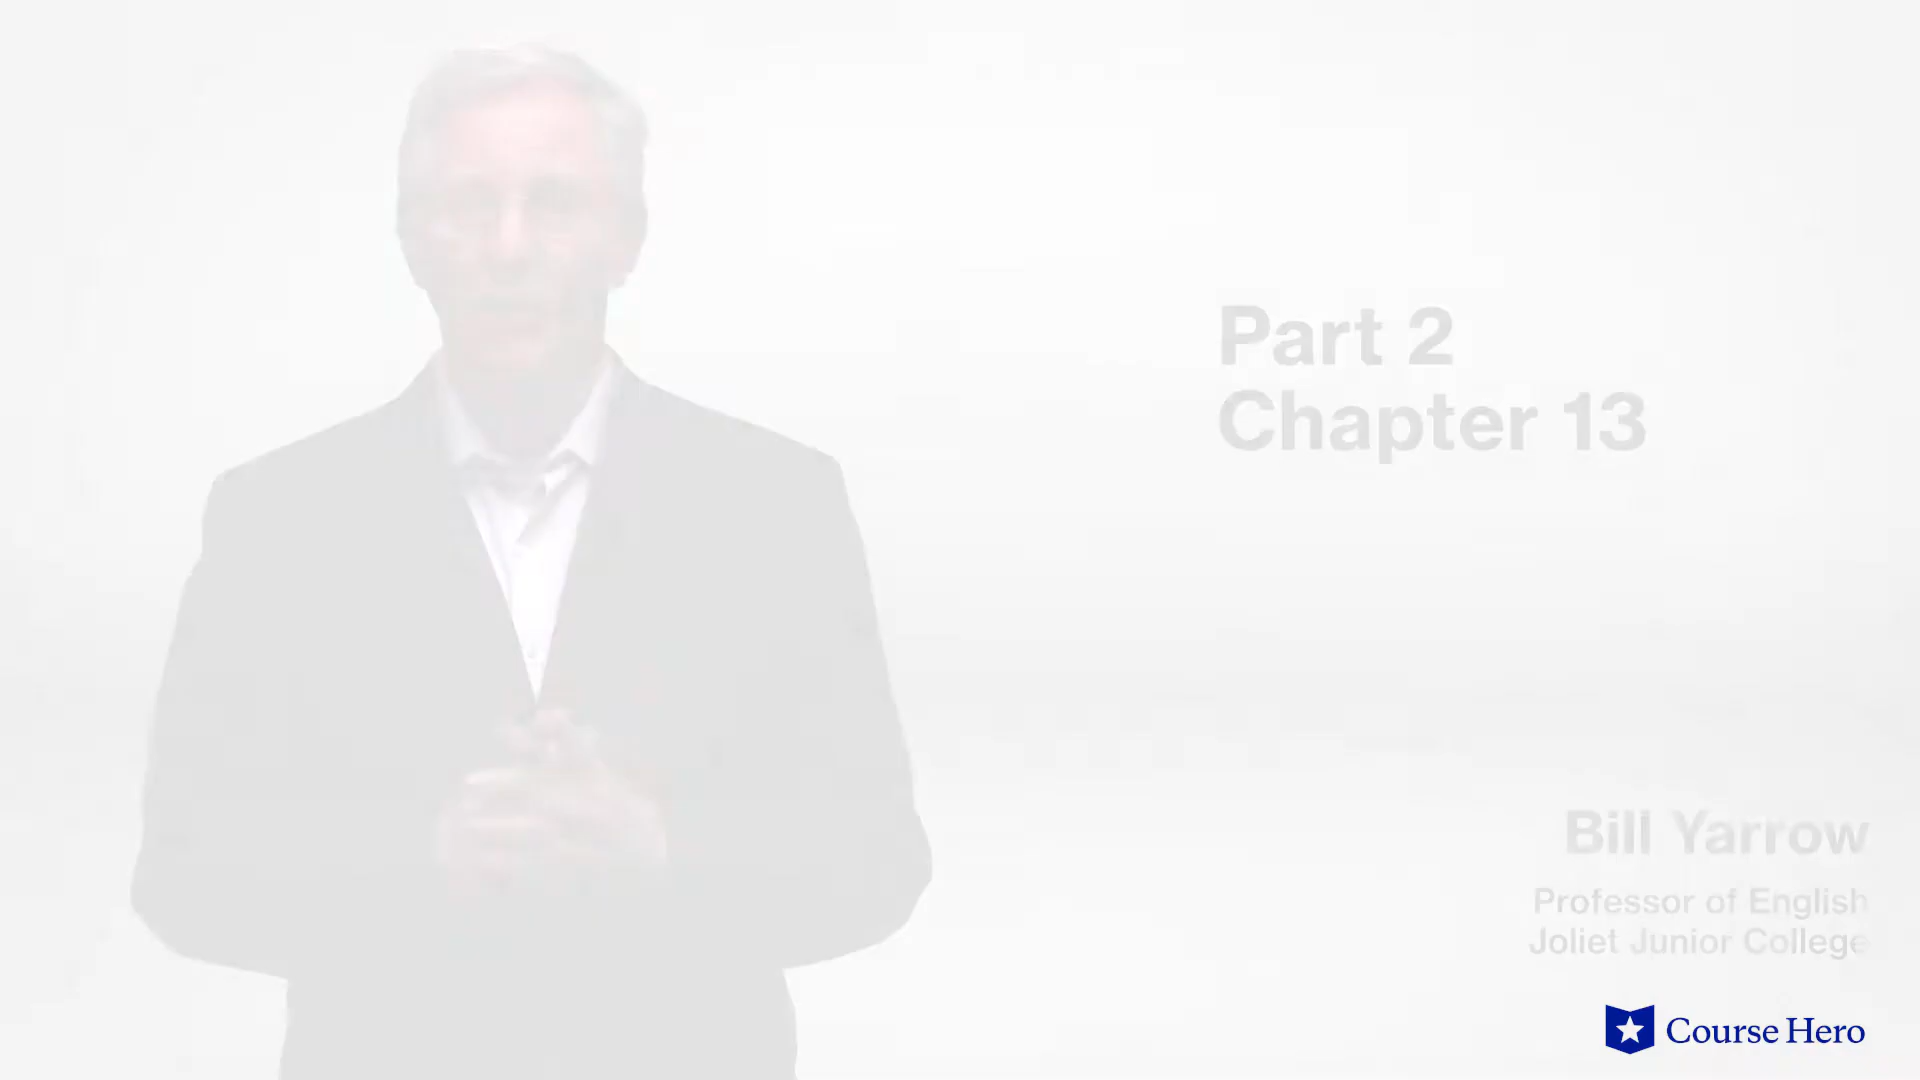 Part 2
Chapter 13
Bill Yarrow
Professor of English
Joliet Junior College
Course Hero